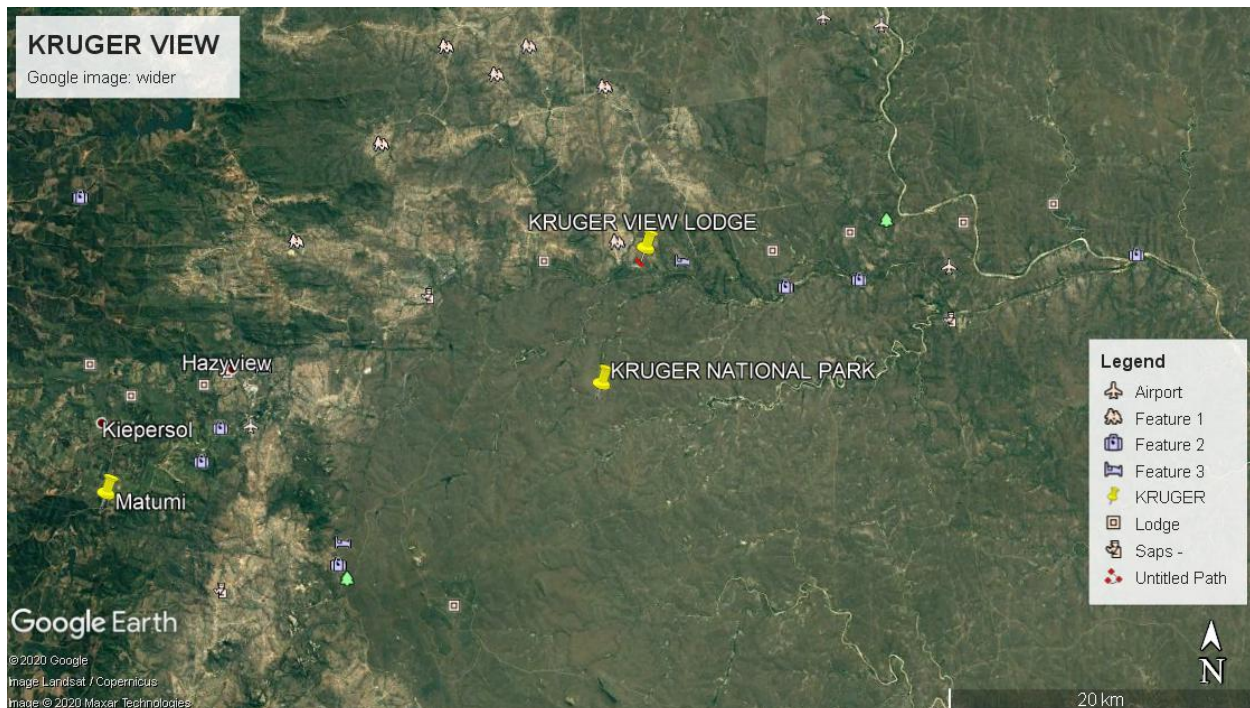 KRUGER VIEW
Google image: wider
KRUGER VIEW LODGE
Hazyview
KRUGER NATIONAL PARK
Kiepersol
Matumi
Legend
Airport
Feature 1
Feature 2
Feature 3
KRUGER
Lodge
Saps -
Untitled Path
Google Earth
© 2020 Google
Image Landsat / Copernicus
Image © 2020 Maxar Technologies
N
20 km